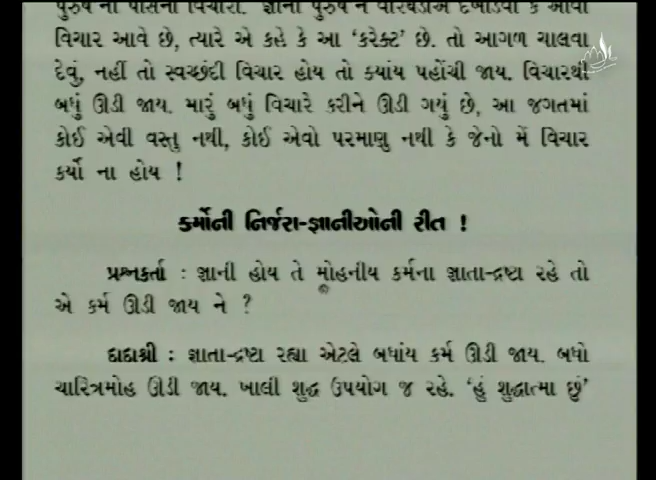 પુરુષ ની પાસેના વિચારો. જ્ઞાની પુરુષ ને
વિચાર આવે છે, ત્યારે એ કહે કે આ ‘કરેક્ટ’ છે. તો આગળ ચાલવા
દેવું, નહીં તો સ્વચ્છંદી વિચાર હોય તો ક્યાંય પહોંચી જાય. વિચારથી
બધું ઊડી જાય. મારું બધું વિચારે કરીને ઊડી ગયું છે, આ જગતમાં
કોઈ એવી વસ્તુ નથી, કોઈ એવો પરમાણુ નથી કે જેનો મેં વિચાર
કર્યો ના હોય !
કર્મોની નિર્જરા-જ્ઞાનીઓની રીત !
પ્રશ્નકર્તા : જ્ઞાની હોય તે મોહનીય કર્મના જ્ઞાતા-દ્રષ્ટા રહે તો
એ કર્મ ઊડી જાય ને ?
દાદાશ્રી : જ્ઞાતા-દ્રષ્ટા રહ્યા એટલે બધાંય કર્મ ઊડી જાય. બધો
ચારિત્રમોહ ઊડી જાય. ખાલી શુદ્ધ ઉપયોગ જ રહે. ‘હું શુદ્ધાત્મા છું’